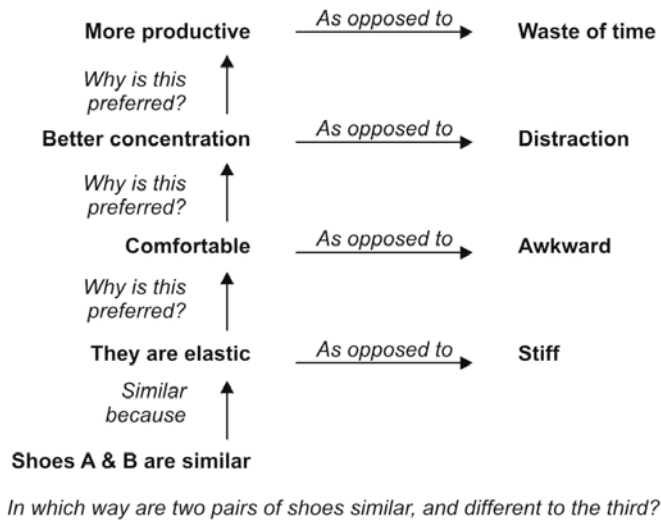 More productive As opposed to Waste of time
Why is this
preferred?
Better concentration As opposed to Distraction
Why is this
preferred?
Comfortable As opposed to Awkward
Why is this
preferred?
They are elastic As opposed to Stiff
Similar
because
Shoes A & B are similar
In which way are two pairs of shoes similar, and different to the third?